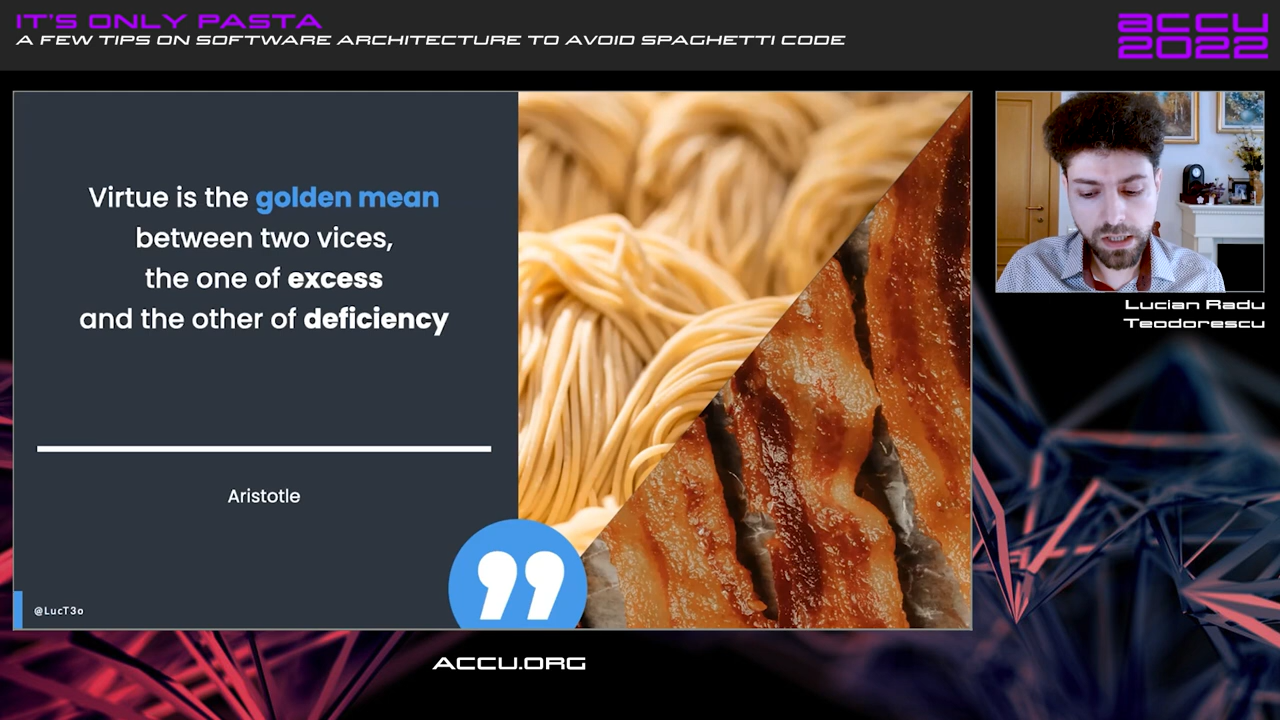 IT'S ONLY PASTA
A FEW TIPS ON SOFTWARE ARCHITECTURE TO AVOID SPAGHETTI CODE
accu
2022
Virtue is the golden mean
between two vices,
the one of excess
and the other of deficiency
Aristotle
@LucT3o
Lucian Radu
Teodorescu
ACCU.ORG